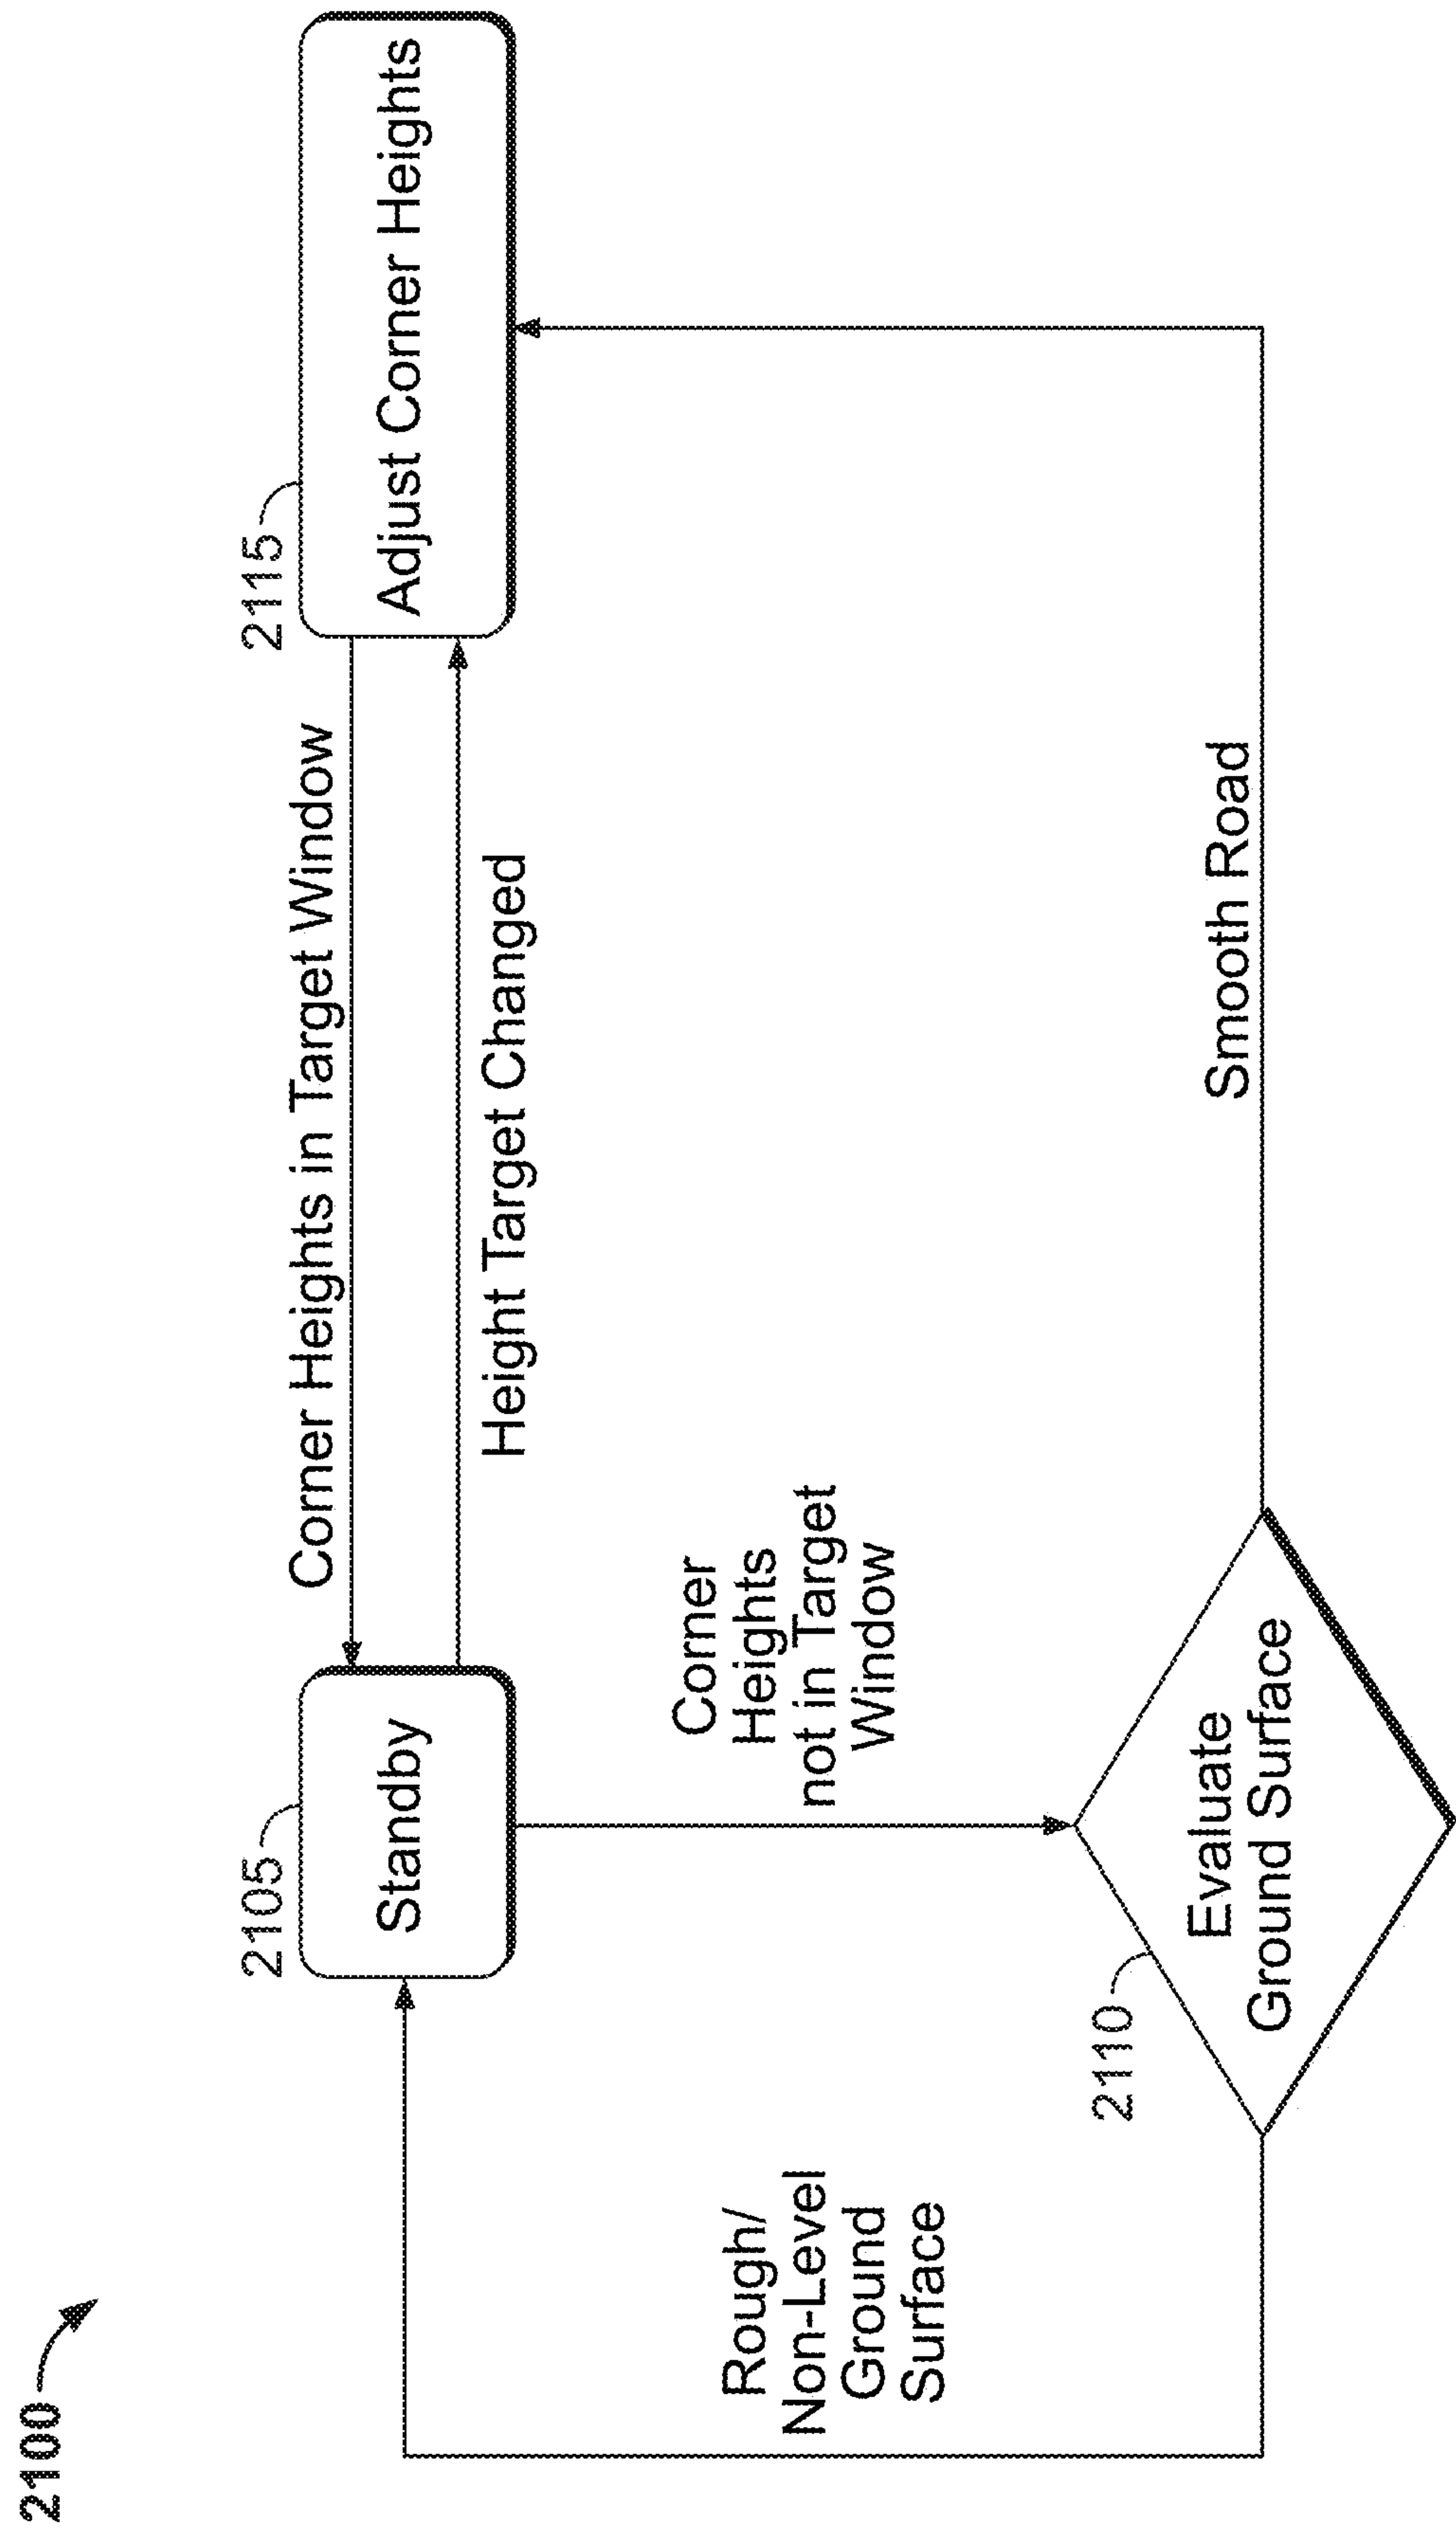 2100
2105
Standby
Corner Heights in Target Window
Height Target Changed
2115
Adjust Corner Heights
Rough/
Non-Level
Ground
Surface
Corner
Heights
not in Target
Window
2110
Evaluate
Ground Surface
Smooth Road